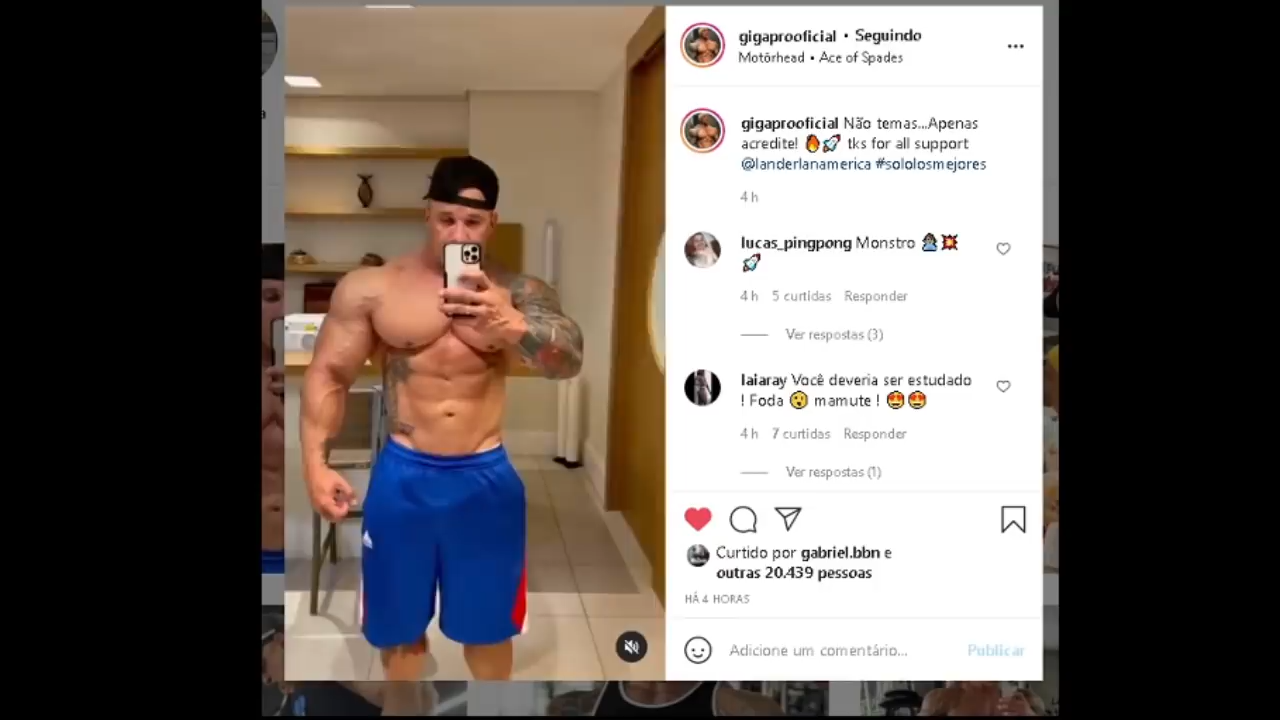 gigaprooficial • Seguindo
Motörhead • Ace of Spades
gigaprooficial Não temas...Apenas
acredite! 🔥🚀 tks for all support
@landerlanamerica #sololosmejores
4 h
lucas_pingpong Monstro 🧟‍♂️💥
🚀
4 h 5 curtidas Responder
Ver respostas (3)
laiaray Você deveria ser estudado
! Foda 😲 mamute ! 🤩🤩
4 h 7 curtidas Responder
Ver respostas (1)
Curtido por gabriel.bbn e
outras 20.439 pessoas
HÁ 4 HORAS
Adicione um comentário... Publicar